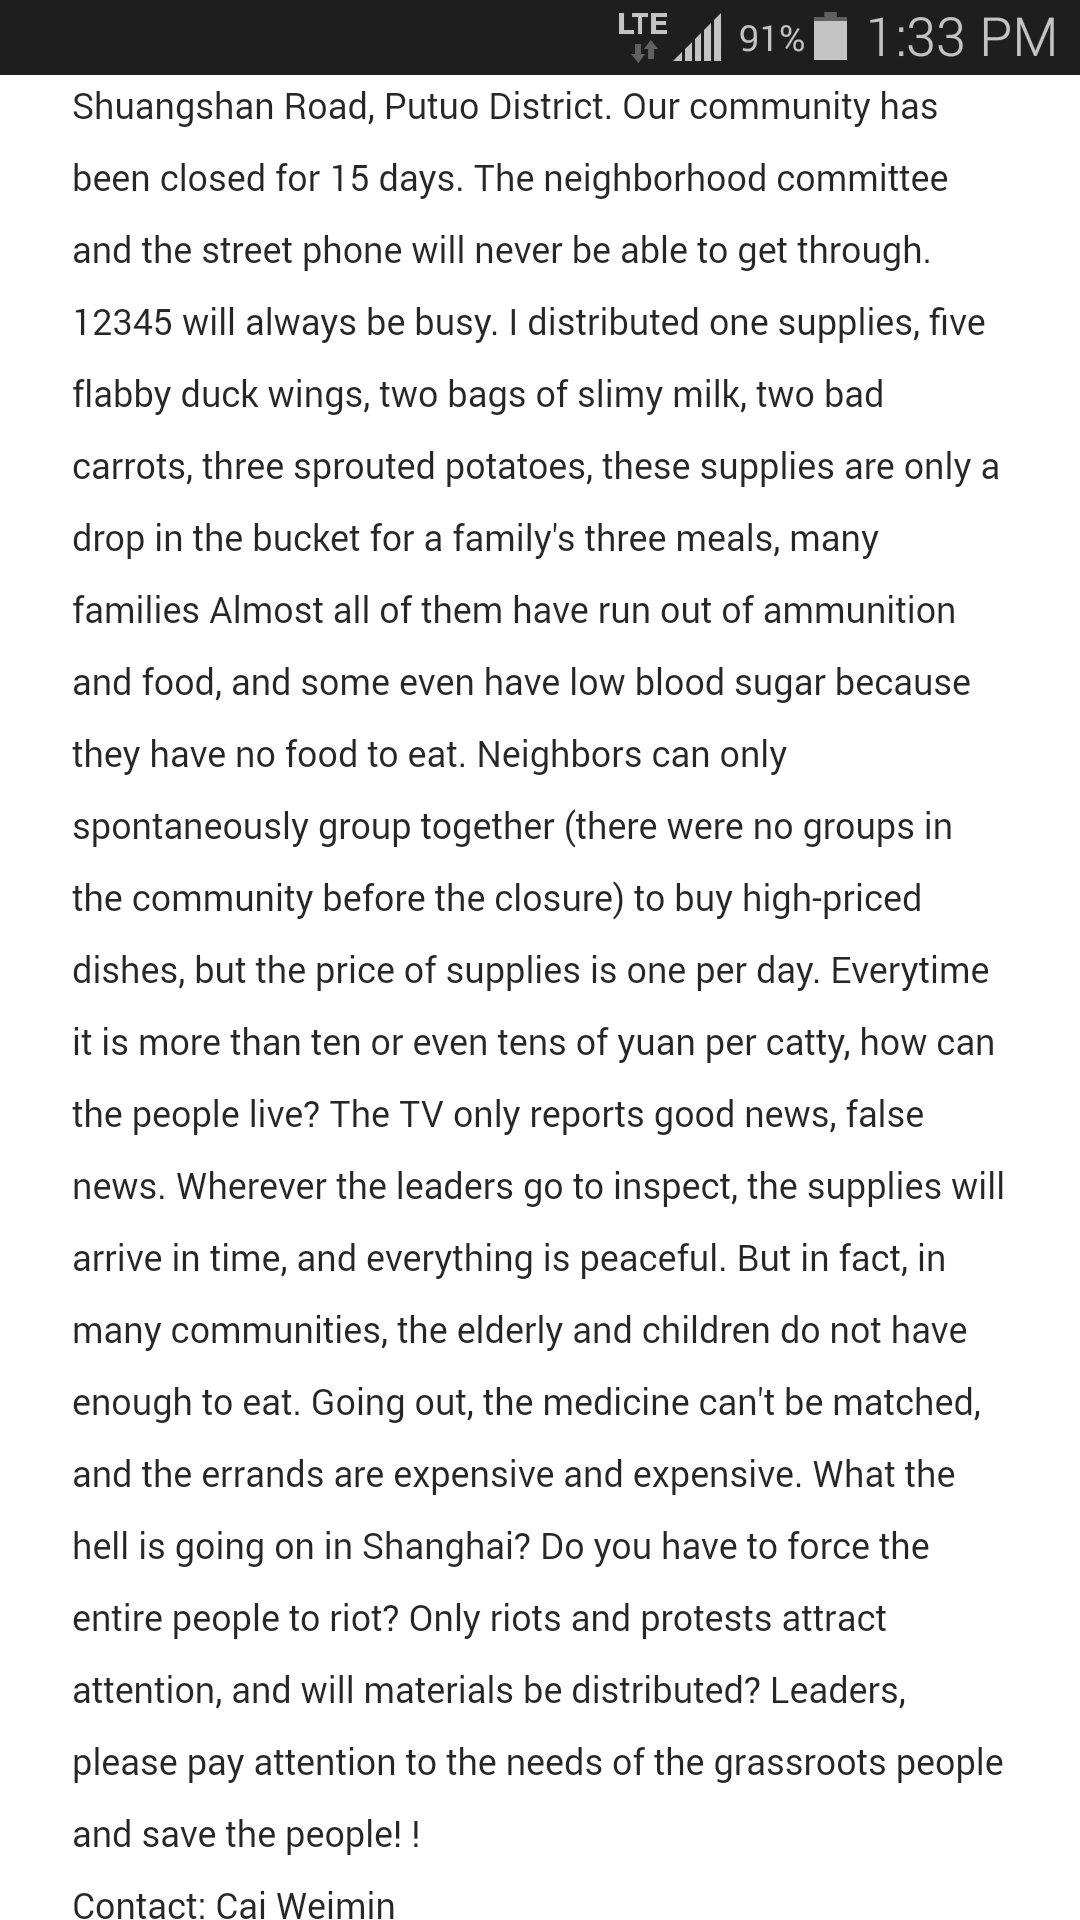 LTE 91% 1:33 PM
Shuangshan Road, Putuo District. Our community has
been closed for 15 days. The neighborhood committee
and the street phone will never be able to get through.
12345 will always be busy. I distributed one supplies, five
flabby duck wings, two bags of slimy milk, two bad
carrots, three sprouted potatoes, these supplies are only a
drop in the bucket for a family's three meals, many
families Almost all of them have run out of ammunition
and food, and some even have low blood sugar because
they have no food to eat. Neighbors can only
spontaneously group together (there were no groups in
the community before the closure) to buy high-priced
dishes, but the price of supplies is one per day. Everytime
it is more than ten or even tens of yuan per catty, how can
the people live? The TV only reports good news, false
news. Wherever the leaders go to inspect, the supplies will
arrive in time, and everything is peaceful. But in fact, in
many communities, the elderly and children do not have
enough to eat. Going out, the medicine can't be matched,
and the errands are expensive and expensive. What the
hell is going on in Shanghai? Do you have to force the
entire people to riot? Only riots and protests attract
attention, and will materials be distributed? Leaders,
please pay attention to the needs of the grassroots people
and save the people! !
Contact: Cai Weimin